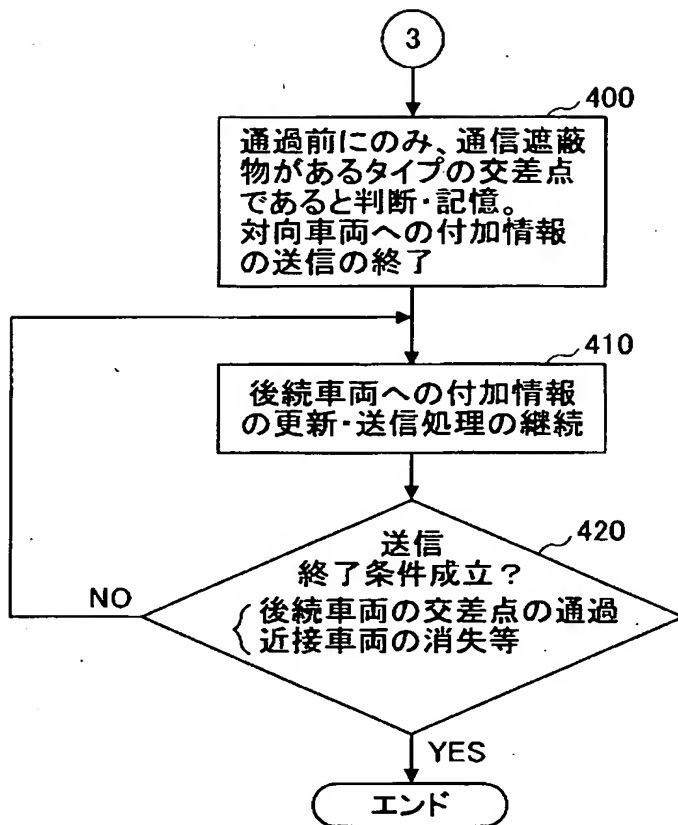 3
400
通過前にのみ、通信遮蔽
物があるタイプの交差点
であると判断・記憶。
対向車両への付加情報
の送信の終了
410
後続車両への付加情報
の更新・送信処理の継続
420
送信
終了条件成立？
後続車両の交差点の通過
近接車両の消失等
NO
YES
エンド